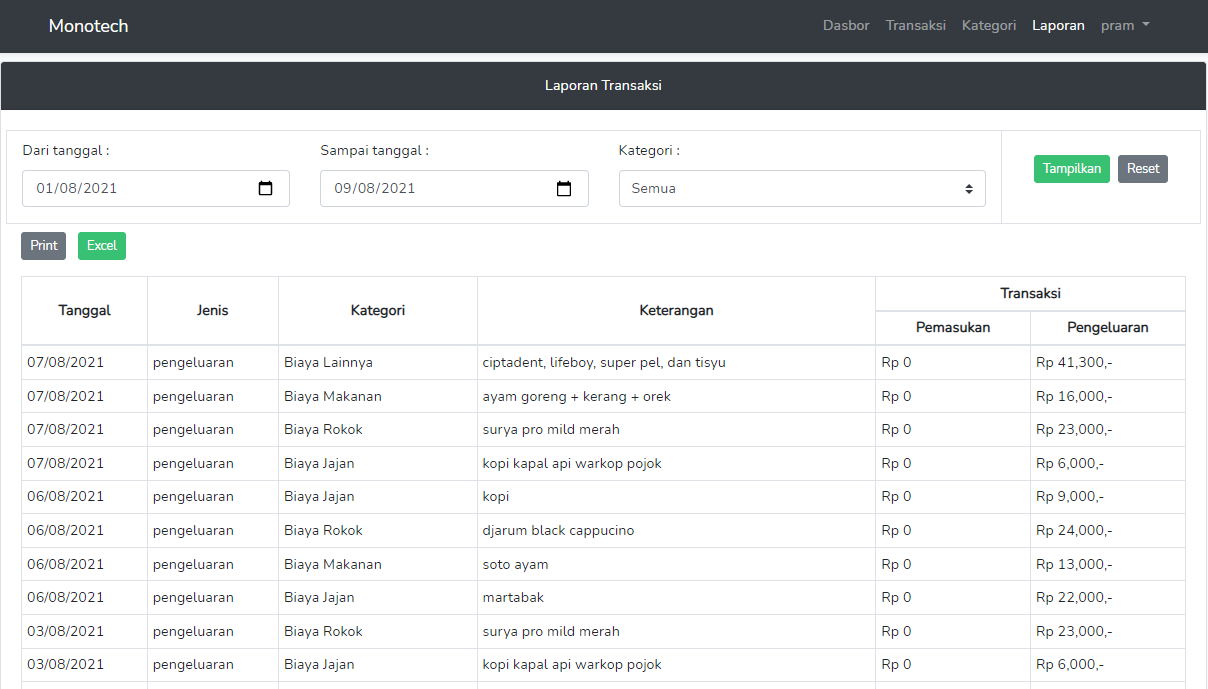 Monotech Dasbor Transaksi Kategori Laporan pram
Laporan Transaksi
Dari tanggal : Sampai tanggal : Kategori :
01/08/2021 09/08/2021 Semua Tampilkan Reset
Print Excel
Tanggal Jenis Kategori Keterangan Transaksi
Pemasukan Pengeluaran
07/08/2021 pengeluaran Biaya Lainnya ciptadent, lifeboy, super pel, dan tisyu Rp 0 Rp 41,300,-
07/08/2021 pengeluaran Biaya Makanan ayam goreng + kerang + orek Rp 0 Rp 16,000,-
07/08/2021 pengeluaran Biaya Rokok surya pro mild merah Rp 0 Rp 23,000,-
07/08/2021 pengeluaran Biaya Jajan kopi kapal api warkop pojok Rp 0 Rp 6,000,-
06/08/2021 pengeluaran Biaya Jajan kopi Rp 0 Rp 9,000,-
06/08/2021 pengeluaran Biaya Rokok djarum black cappucino Rp 0 Rp 24,000,-
06/08/2021 pengeluaran Biaya Makanan soto ayam Rp 0 Rp 13,000,-
06/08/2021 pengeluaran Biaya Jajan martabak Rp 0 Rp 22,000,-
03/08/2021 pengeluaran Biaya Rokok surya pro mild merah Rp 0 Rp 23,000,-
03/08/2021 pengeluaran Biaya Jajan kopi kapal api warkop pojok Rp 0 Rp 6,000,-